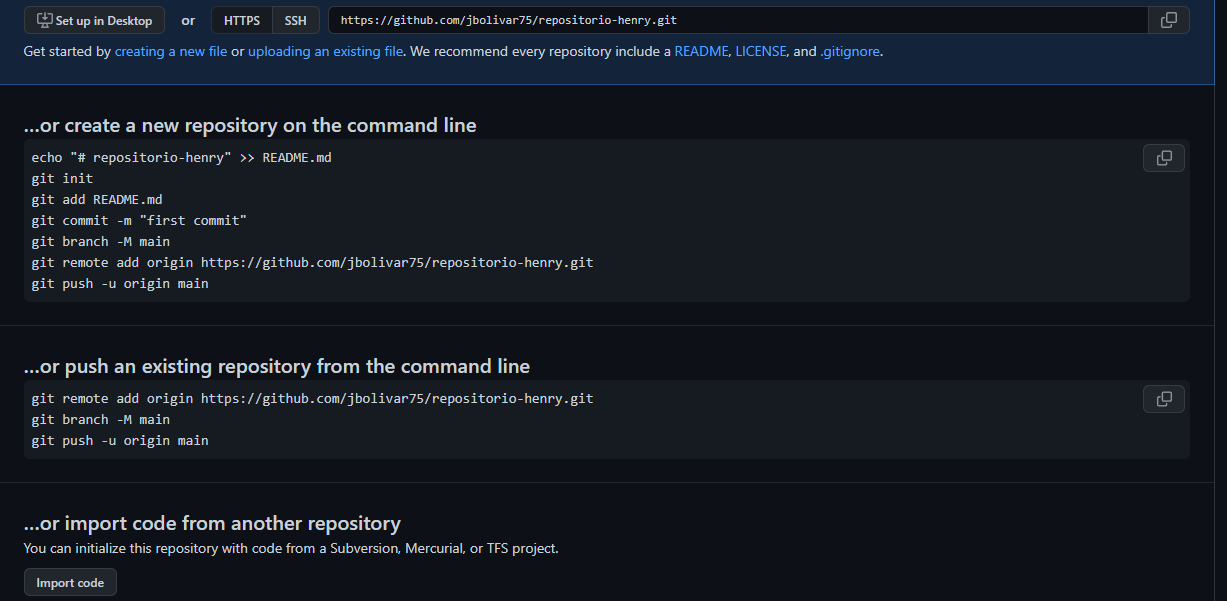 Set up in Desktop or HTTPS SSH https://github.com/jbolivar75/repositorio-henry.git
Get started by creating a new file or uploading an existing file. We recommend every repository include a README, LICENSE, and .gitignore.
...or create a new repository on the command line
echo "# repositorio-henry" >> README.md
git init
git add README.md
git commit -m "first commit"
git branch -M main
git remote add origin https://github.com/jbolivar75/repositorio-henry.git
git push -u origin main
...or push an existing repository from the command line
git remote add origin https://github.com/jbolivar75/repositorio-henry.git
git branch -M main
git push -u origin main
...or import code from another repository
You can initialize this repository with code from a Subversion, Mercurial, or TFS project.
Import code